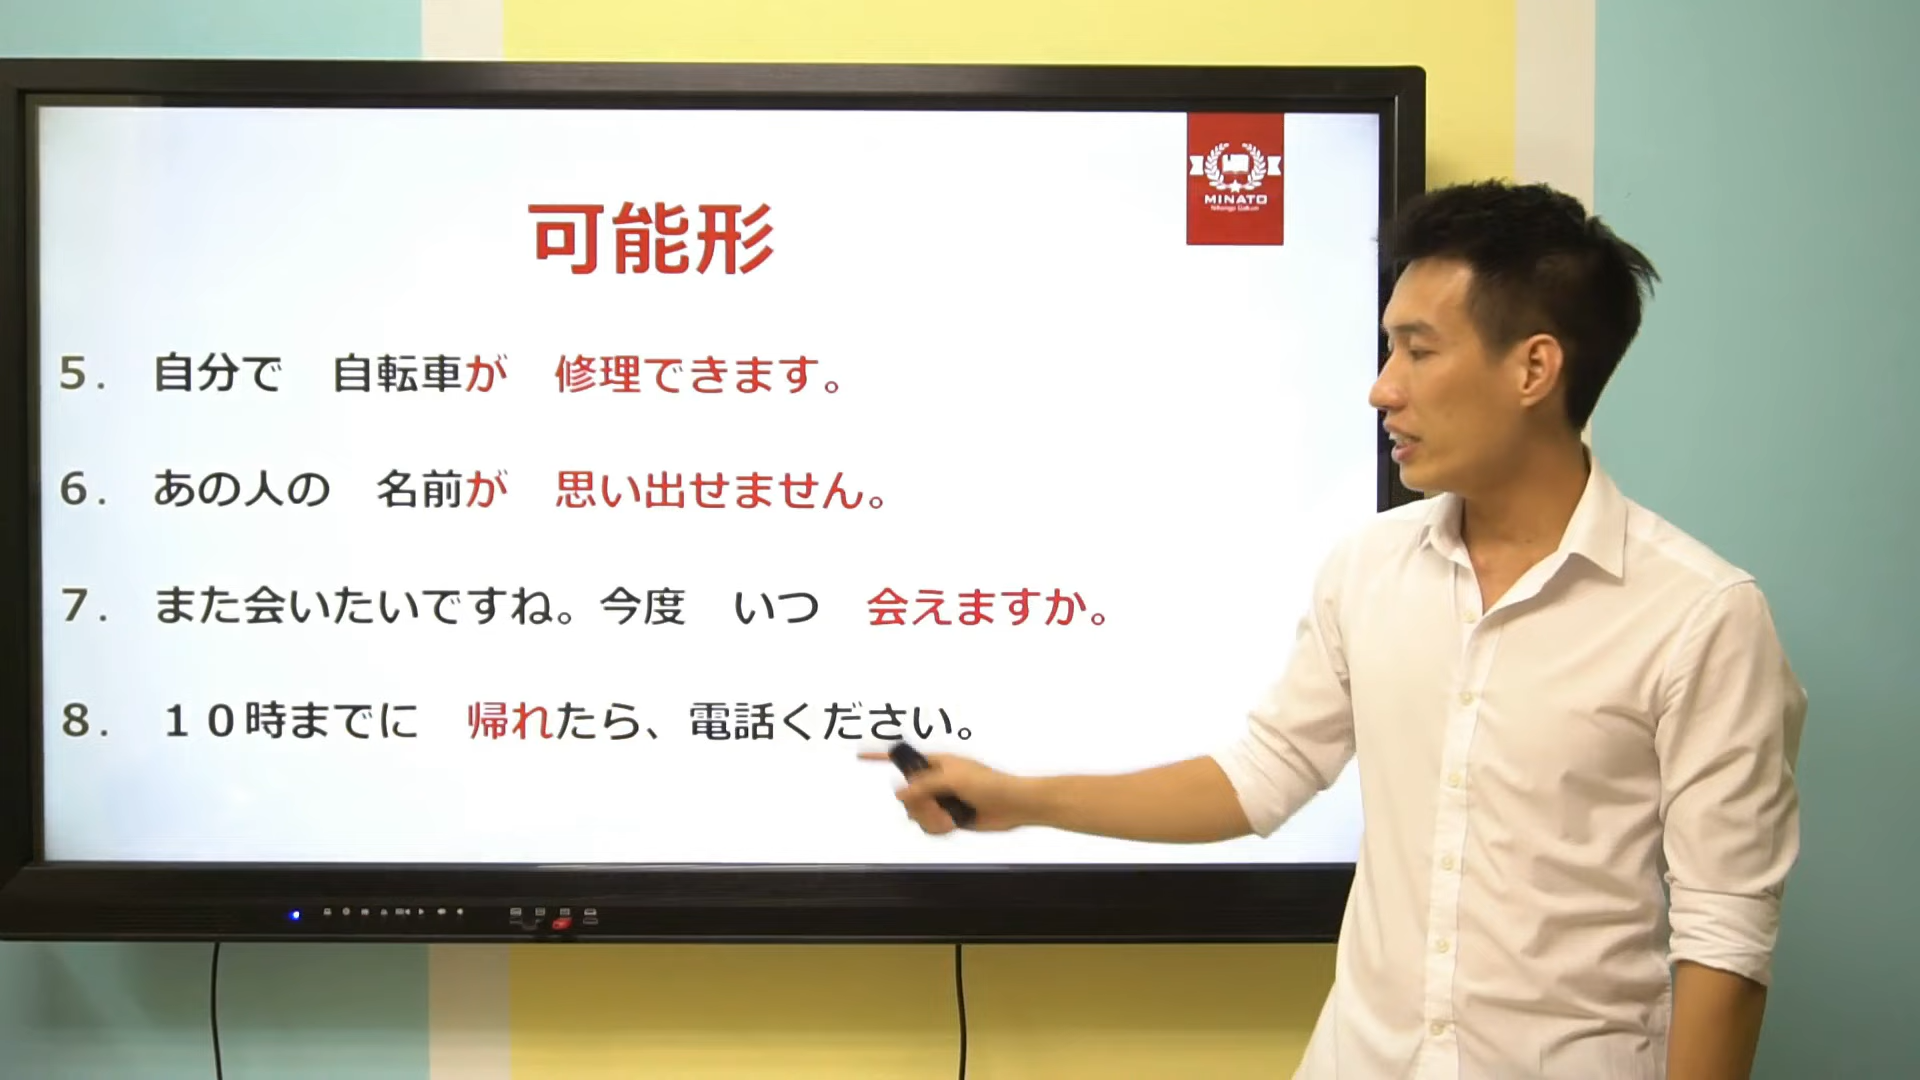 MINATO
Nihongo Gakuin
可能形
５． 自分で　自転車が　修理できます。
６． あの人の　名前が　思い出せません。
７． また会いたいですね。今度　いつ　会えますか。
８． １０時までに　帰れたら、電話ください。